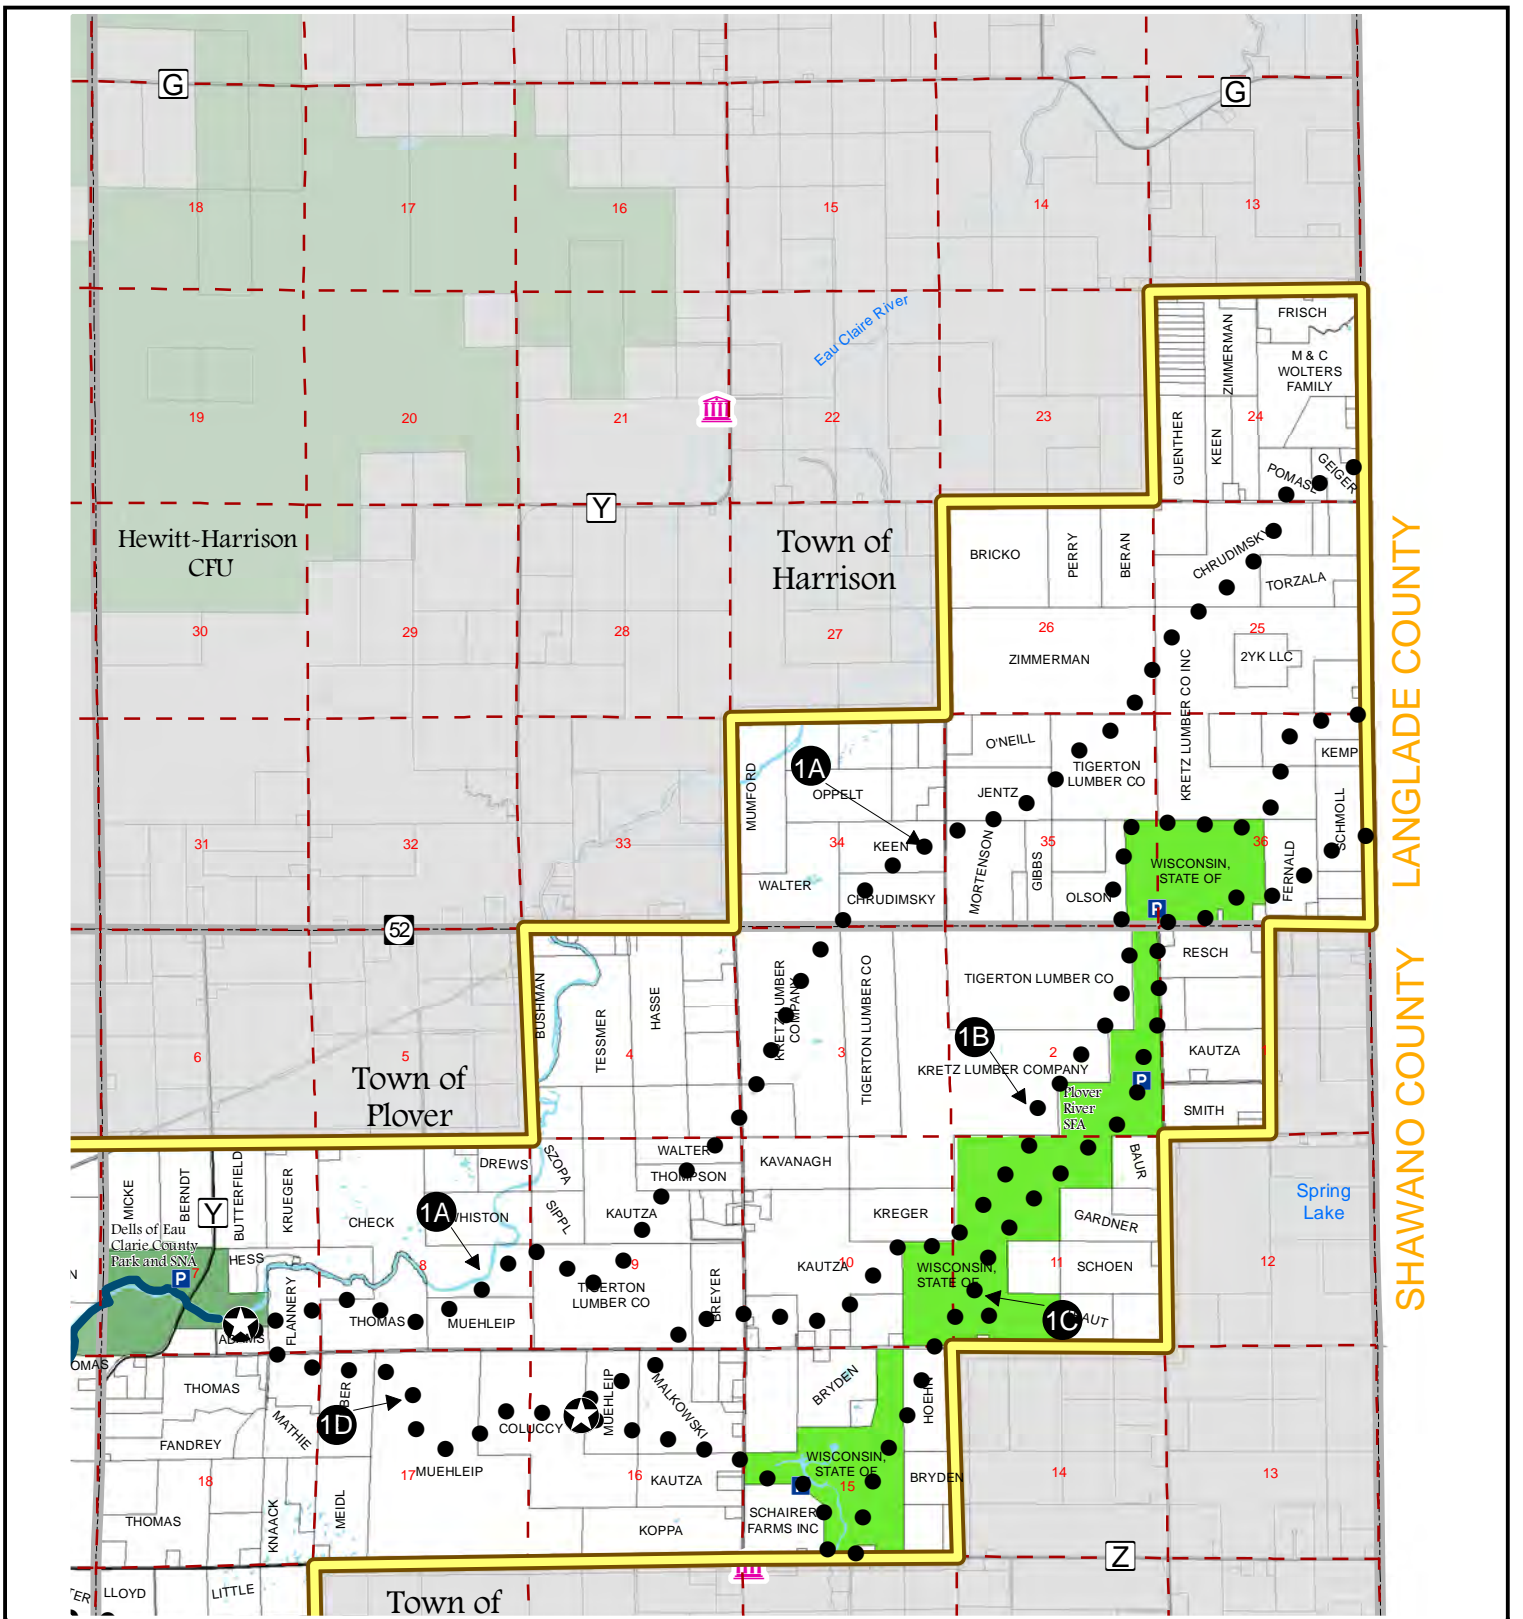 G
G
18
17
16
15
14
13
Eau Claire River
FRISCH
ZIMMERMAN
M & C
WOLTERS
FAMILY
19
20
21
22
23
24
GUENTHER
KEEN
POMASL
GEIGER
Y
Hewitt-Harrison
CFU
Town of
Harrison
BRICKO
PERRY
BERAN
CHRUDIMSKY
TORZALA
LANGLADE COUNTY
30
29
28
27
26
25
ZIMMERMAN
2YK LLC
KRETZ LUMBER CO INC
O'NEILL
TIGERTON
LUMBER CO
KEMP
1A
OPPELT
MUMFORD
JENTZ
SCHMOLL
31
32
33
34
35
36
KEEN
MORTENSON
GIBBS
WISCONSIN,
STATE OF
FERNALD
WALTER
CHRUDIMSKY
OLSON
P
52
BUSHMAN
TESSMER
HASSE
KRETZ LUMBER
COMPANY
TIGERTON LUMBER CO
TIGERTON LUMBER CO
RESCH
SHAWANO COUNTY
6
5
4
3
2
1B
KAUTZA
KRETZ LUMBER COMPANY
P
Town of
Plover
Plover
River
SFA
SMITH
MICKE
BERNDT
BUTTERFIELD
KRUEGER
DREWS
SZOPA
WALTER
THOMPSON
KAVANAGH
BAUR
Spring
Lake
Y
CHECK
1A
WHISTON
SIPPL
KAUTZA
KREGER
GARDNER
Dells of Eau
Clarie County
Park and SNA
HESS
7
8
9
10
11
12
N
P
KAUTZA
WISCONSIN,
STATE OF
SCHOEN
FLANNERY
TIGERTON
LUMBER CO
BREYER
THOMAS
MUEHLEIP
1C
AUT
ADAMS
OMAS
THOMAS
BER
MUEHLEIP
MALKOWSKI
BRYDEN
HOEHN
1D
MATHIE
COLUCCY
FANDREY
MUEHLEIP
WISCONSIN,
STATE OF
BRYDEN
18
17
16
15
14
13
KAUTZA
THOMAS
KNAACK
MEIDL
KOPPA
SCHAIRER
FARMS INC
Z
TER
LLOYD
LITTLE
Town of